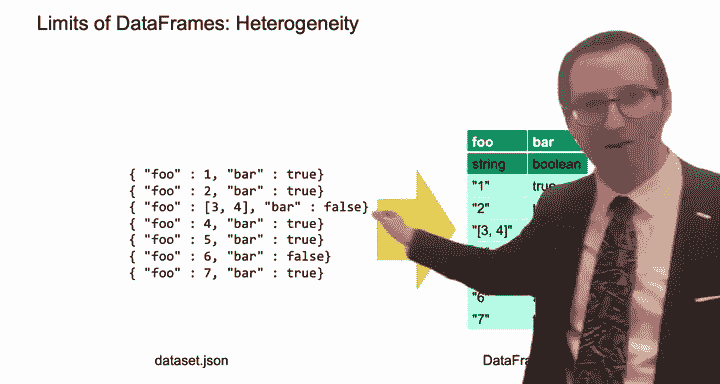 Limits of DataFrames: Heterogeneity
{ "foo" : 1, "bar" : true}
{ "foo" : 2, "bar" : true}
{ "foo" : [3, 4], "bar" : false}
{ "foo" : 4, "bar" : true}
{ "foo" : 5, "bar" : true}
{ "foo" : 6, "bar" : false}
{ "foo" : 7, "bar" : true}
dataset.json
foo bar
string boolean
"1" true
"2"
"[3, 4]"
"6"
"7"